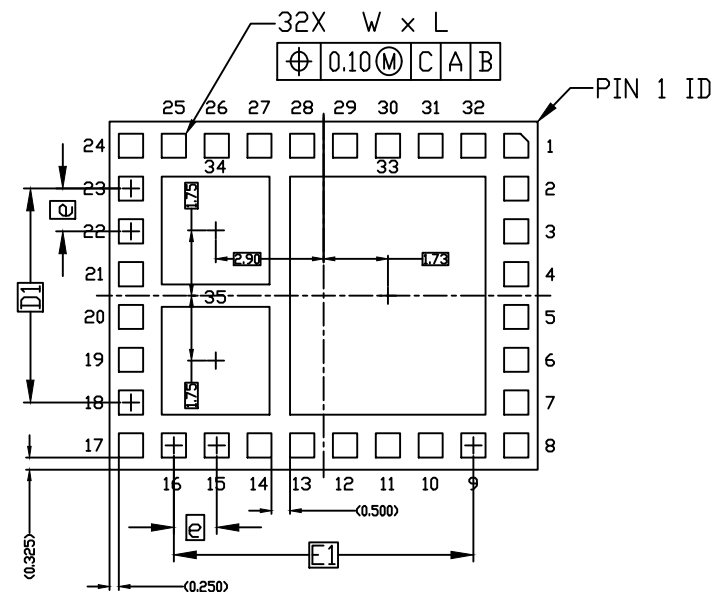 32X W x L
⌖ 0.10 Ⓜ C A B
PIN 1 ID
25 26 27 28 29 30 31 32
24 1
34 33
23 2
1.75
e
22 3
2.90 1.73
21 4
D1
35
20 5
19 6
1.75
18 7
17 8
16 15 14 13 12 11 10 9
(0.500)
e
(0.325)
E1
(0.250)